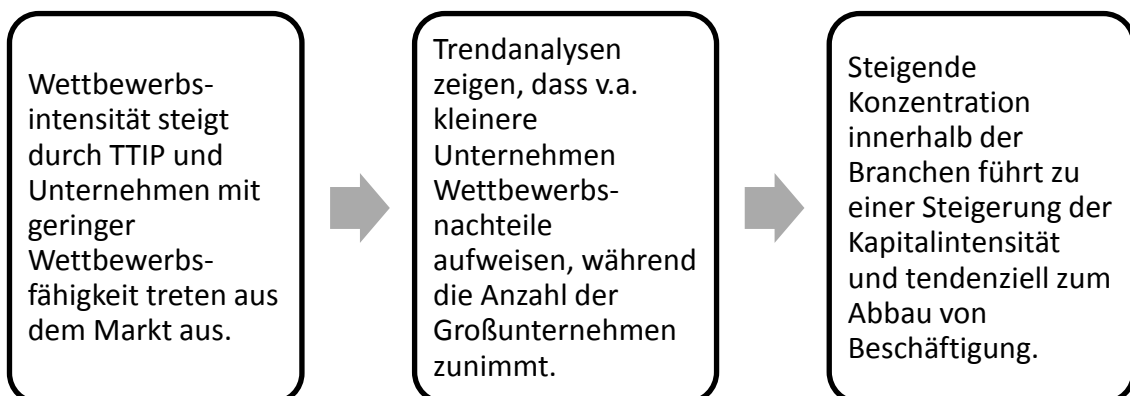 Wettbewerbs-
intensität steigt
durch TTIP und
Unternehmen mit
geringer
Wettbewerbs-
fähigkeit treten aus
dem Markt aus.
Trendanalysen
zeigen, dass v.a.
kleinere
Unternehmen
Wettbewerbs-
nachteile
aufweisen, während
die Anzahl der
Großunternehmen
zunimmt.
Steigende
Konzentration
innerhalb der
Branchen führt zu
einer Steigerung der
Kapitalintensität
und tendenziell zum
Abbau von
Beschäftigung.